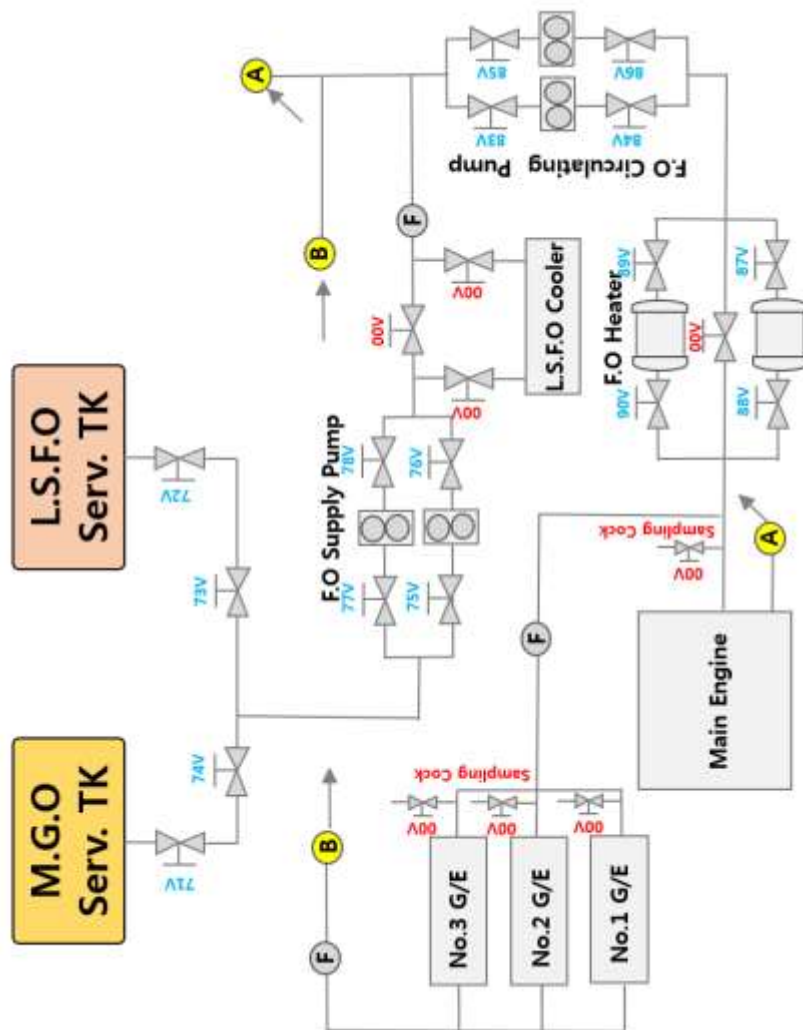 M.G.O
Serv. TK
L.S.F.O
Serv. TK
71V
74V
73V
72V
F
B
B
A
77V
78V
75V
76V
F.O Supply Pump
00V
00V
00V
L.S.F.O Cooler
F
83V
85V
84V
86V
F.O Circulating
Pump
No.3 G/E
No.2 G/E
No.1 G/E
00V
00V
00V
Sampling Cock
F
Main Engine
A
00V
Sampling Cock
90V
89V
F.O Heater
00V
88V
87V